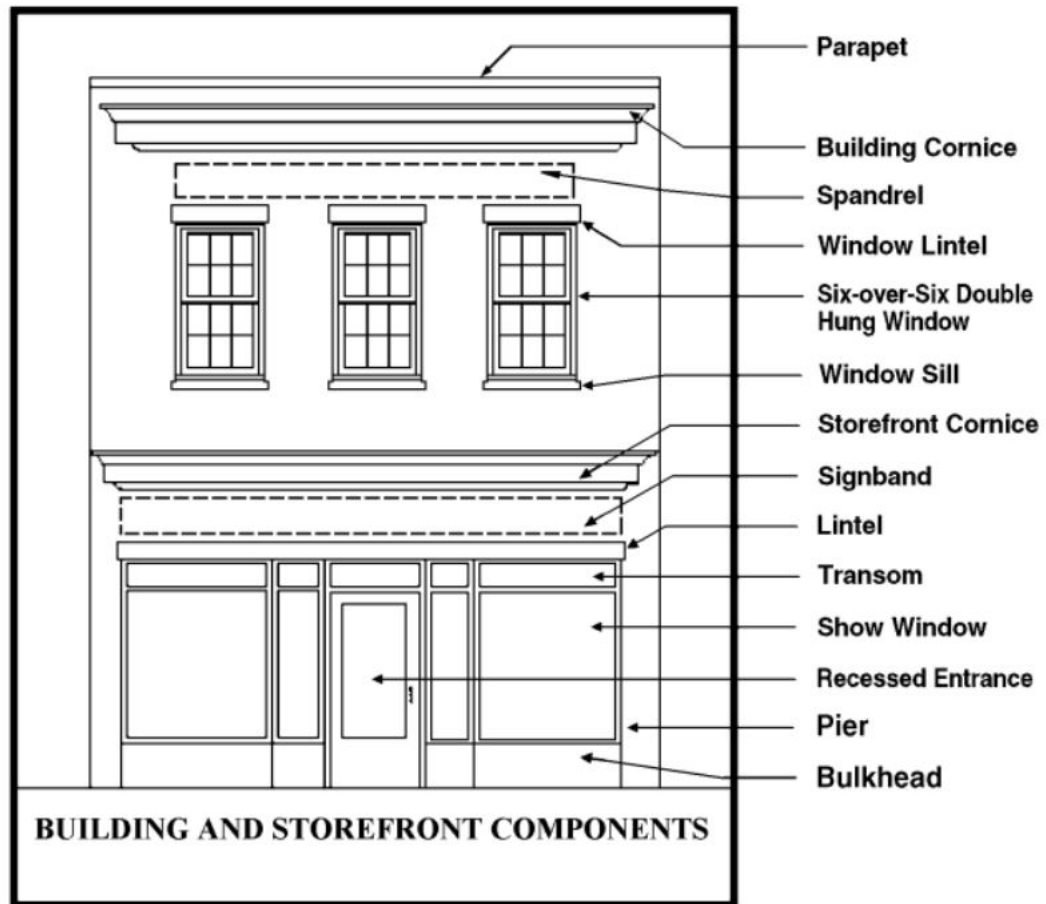 Parapet
Building Cornice
Spandrel
Window Lintel
Six-over-Six Double
Hung Window
Window Sill
Storefront Cornice
Signband
Lintel
Transom
Show Window
Recessed Entrance
Pier
Bulkhead
BUILDING AND STOREFRONT COMPONENTS